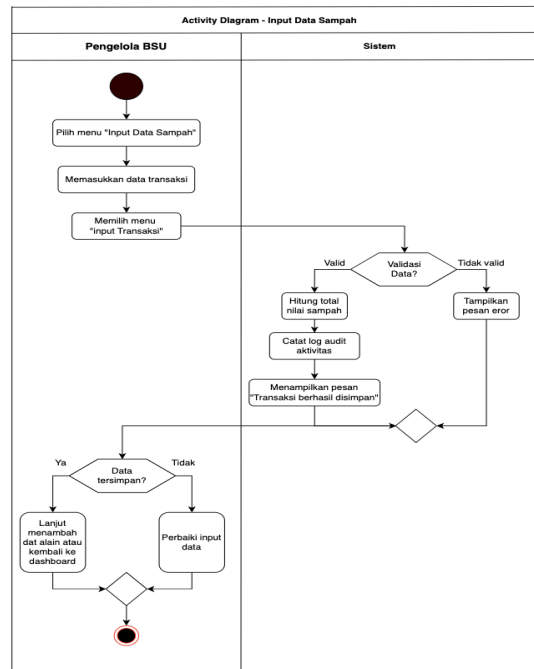 Activity DIagram - Input Data Sampah
Pengelola BSU
Sistem
Pilih menu "Input Data Sampah"
Memasukkan data transaksi
Memilih menu
"input Transaksi"
Validasi
Data?
Valid
Tidak valid
Hitung total
nilai sampah
Tampilkan
pesan eror
Catat log audit
aktivitas
Menampilkan pesan
"Transaksi berhasil disimpan"
Data
tersimpan?
Ya
Tidak
Lanjut
menambah
dat alain atau
kembali ke
dashboard
Perbaiki input
data